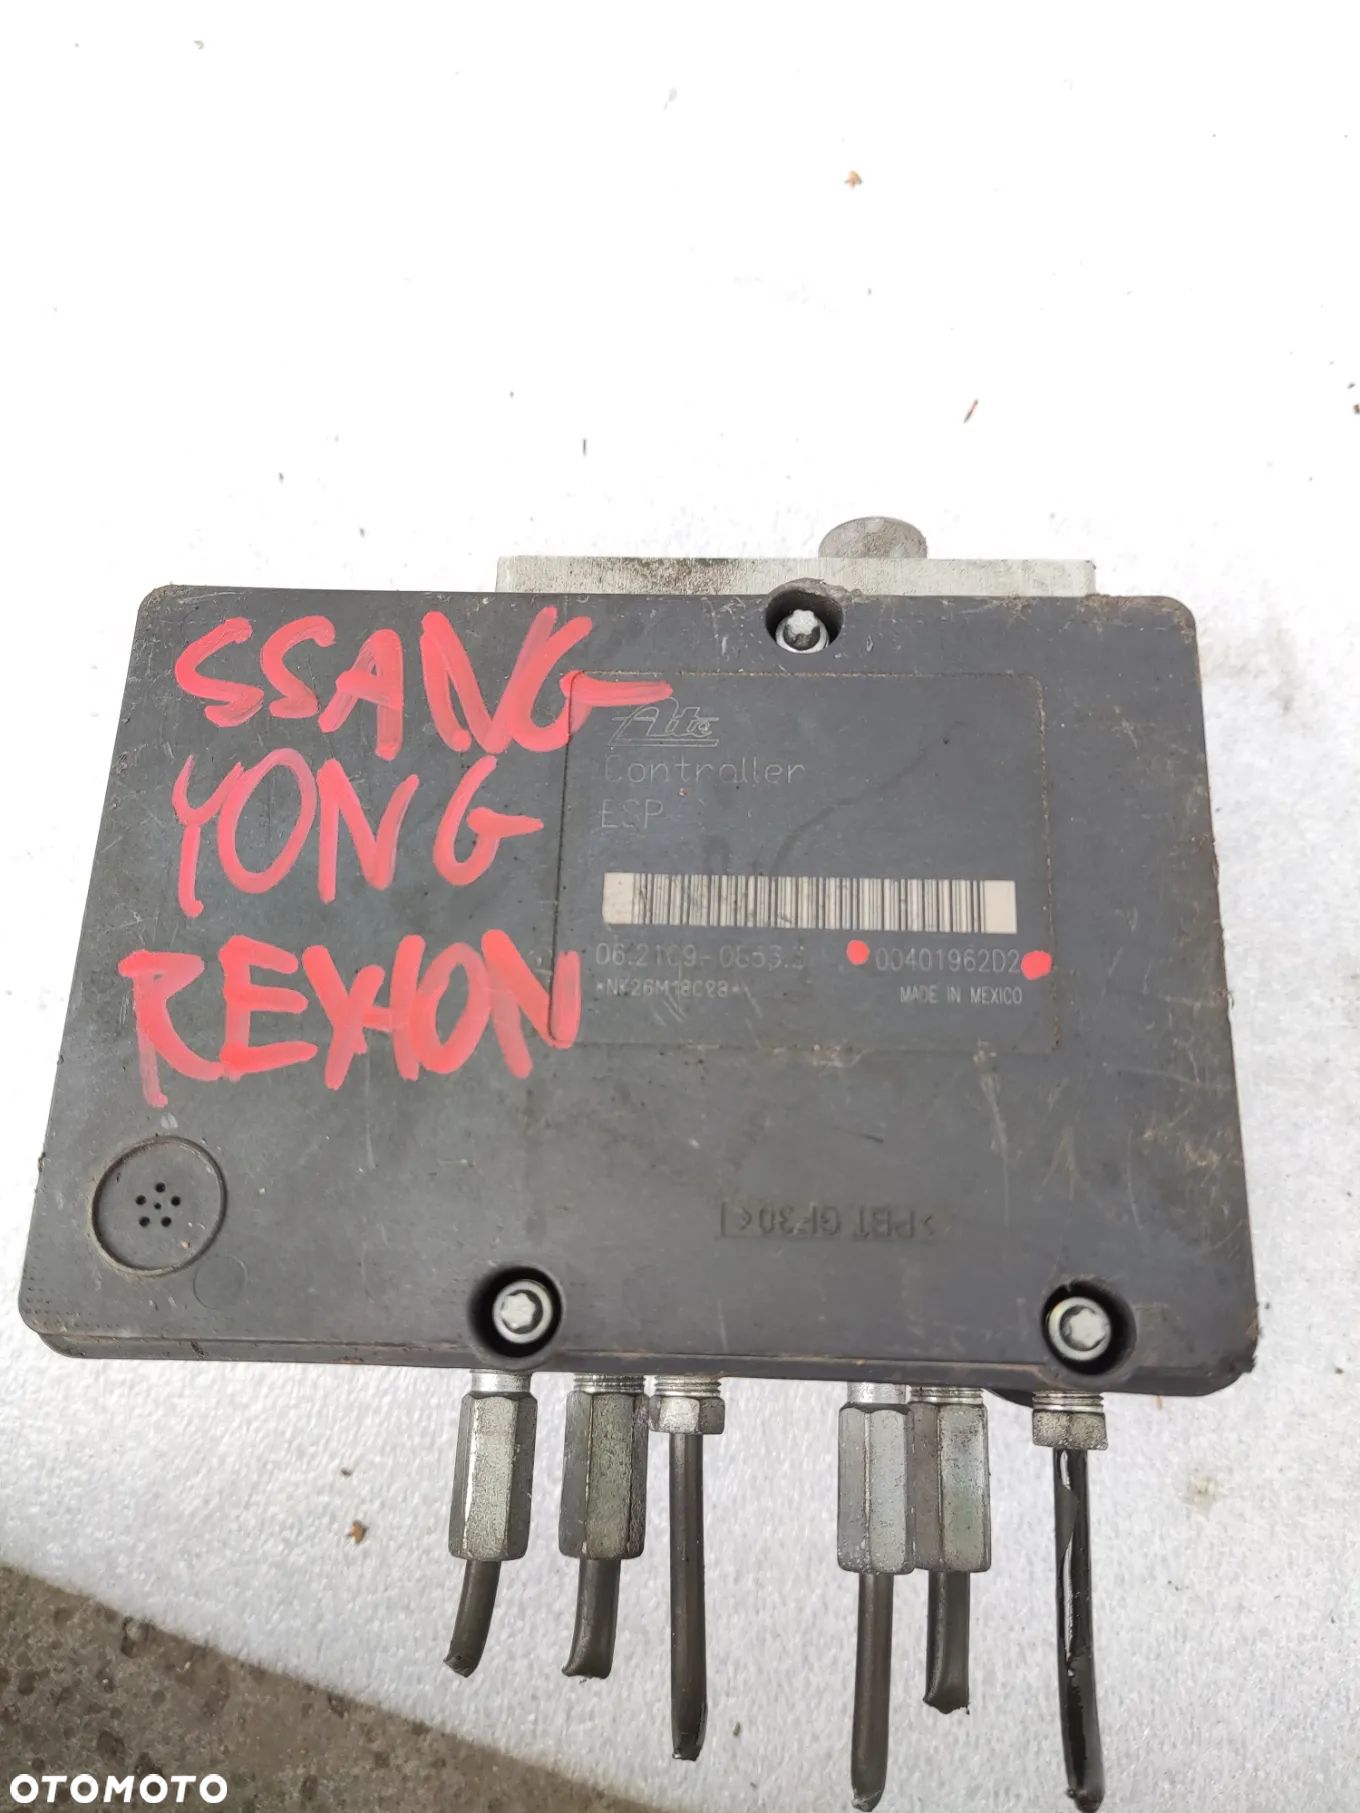 SSANG
YONG
REXTON
Ate
Controller
ESP
00401962D2
MADE IN MEXICO
>PBT GF30<
OTOMOTO